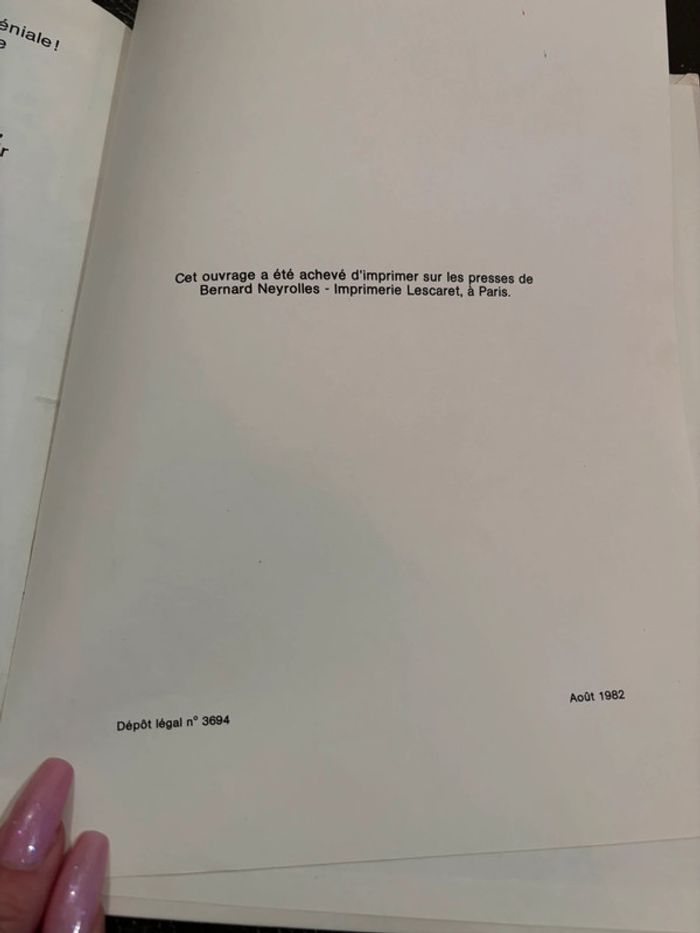 éniale!
e
r
Cet ouvrage a été achevé d'imprimer sur les presses de
Bernard Neyrolles - Imprimerie Lescaret, à Paris.
Août 1982
Dépôt légal n° 3694